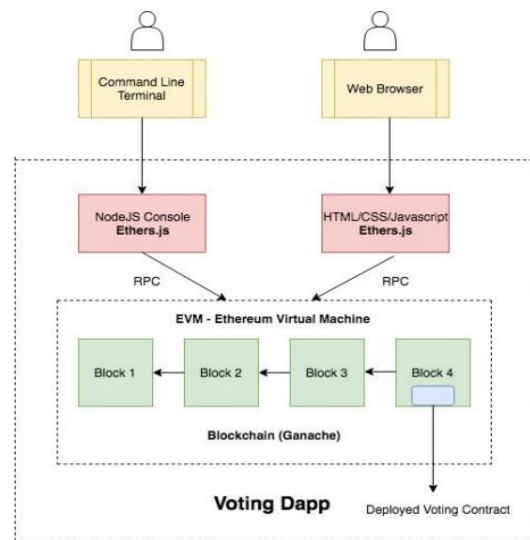 Command Line
Terminal
Web Browser
NodeJS Console
Ethers.js
HTML/CSS/Javascript
Ethers.js
RPC
RPC
EVM - Ethereum Virtual Machine
Block 1
Block 2
Block 3
Block 4
Blockchain (Ganache)
Voting Dapp
Deployed Voting Contract